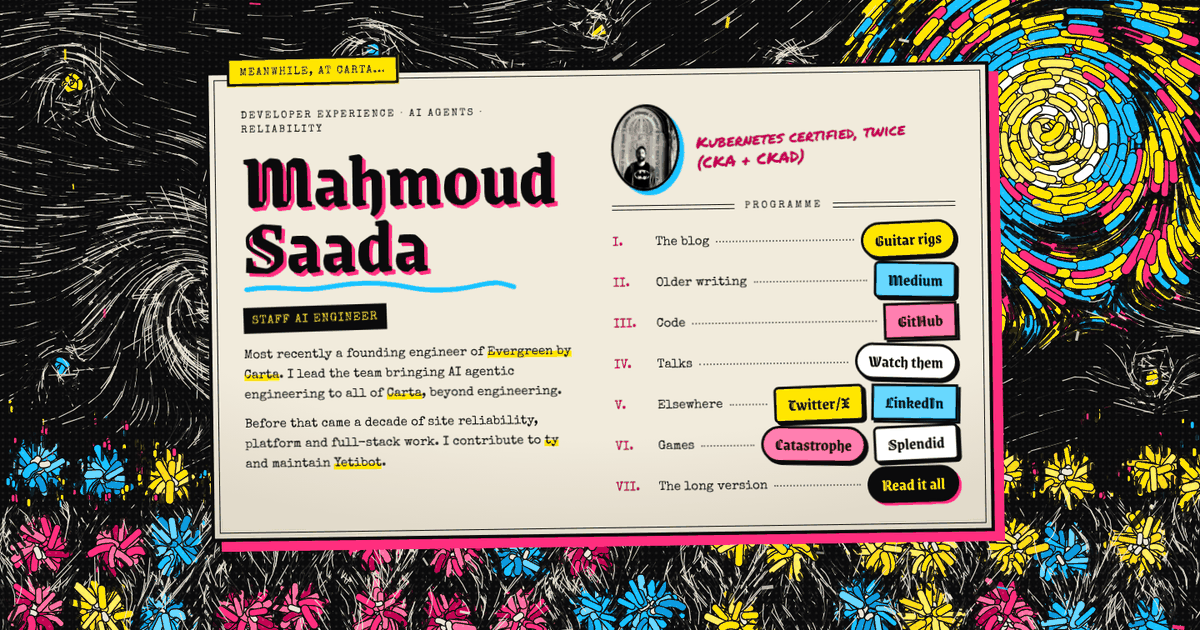 MEANWHILE, AT CARTA...
DEVELOPER EXPERIENCE · AI AGENTS ·
RELIABILITY
Mahmoud
Saada
STAFF AI ENGINEER
Most recently a founding engineer of Evergreen by
Carta. I lead the team bringing AI agentic
engineering to all of Carta, beyond engineering.
Before that came a decade of site reliability,
platform and full-stack work. I contribute to ty
and maintain Yetibot.
Kubernetes certified, twice
(CKA + CKAD)
PROGRAMME
I. The blog Guitar rigs
II. Older writing Medium
III. Code GitHub
IV. Talks Watch them
V. Elsewhere Twitter/X LinkedIn
VI. Games Catastrophe Splendid
VII. The long version Read it all